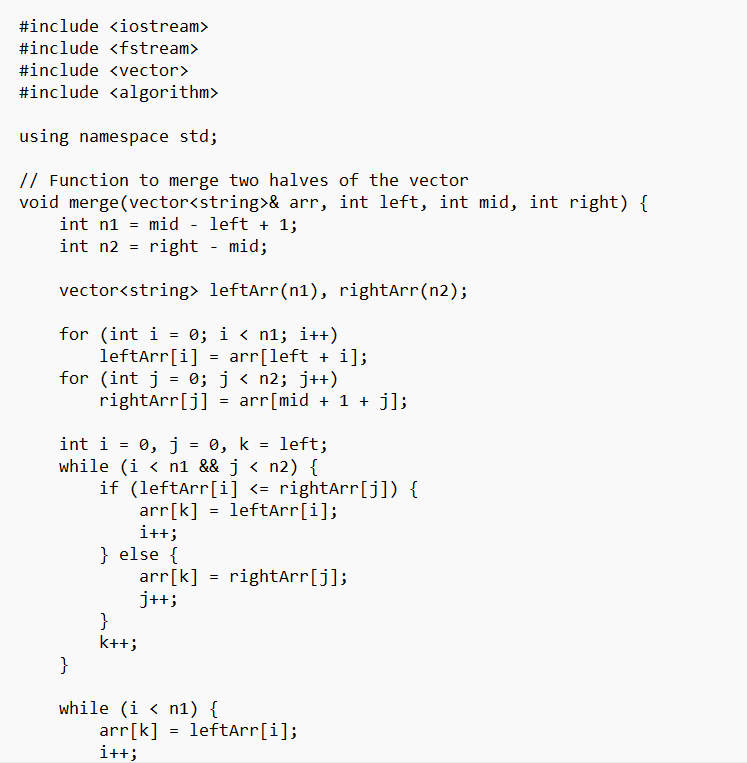 #include <iostream>
#include <fstream>
#include <vector>
#include <algorithm>

using namespace std;

// Function to merge two halves of the vector
void merge(vector<string>& arr, int left, int mid, int right) {
    int n1 = mid - left + 1;
    int n2 = right - mid;

    vector<string> leftArr(n1), rightArr(n2);

    for (int i = 0; i < n1; i++)
        leftArr[i] = arr[left + i];
    for (int j = 0; j < n2; j++)
        rightArr[j] = arr[mid + 1 + j];

    int i = 0, j = 0, k = left;
    while (i < n1 && j < n2) {
        if (leftArr[i] <= rightArr[j]) {
            arr[k] = leftArr[i];
            i++;
        } else {
            arr[k] = rightArr[j];
            j++;
        }
        k++;
    }

    while (i < n1) {
        arr[k] = leftArr[i];
        i++;